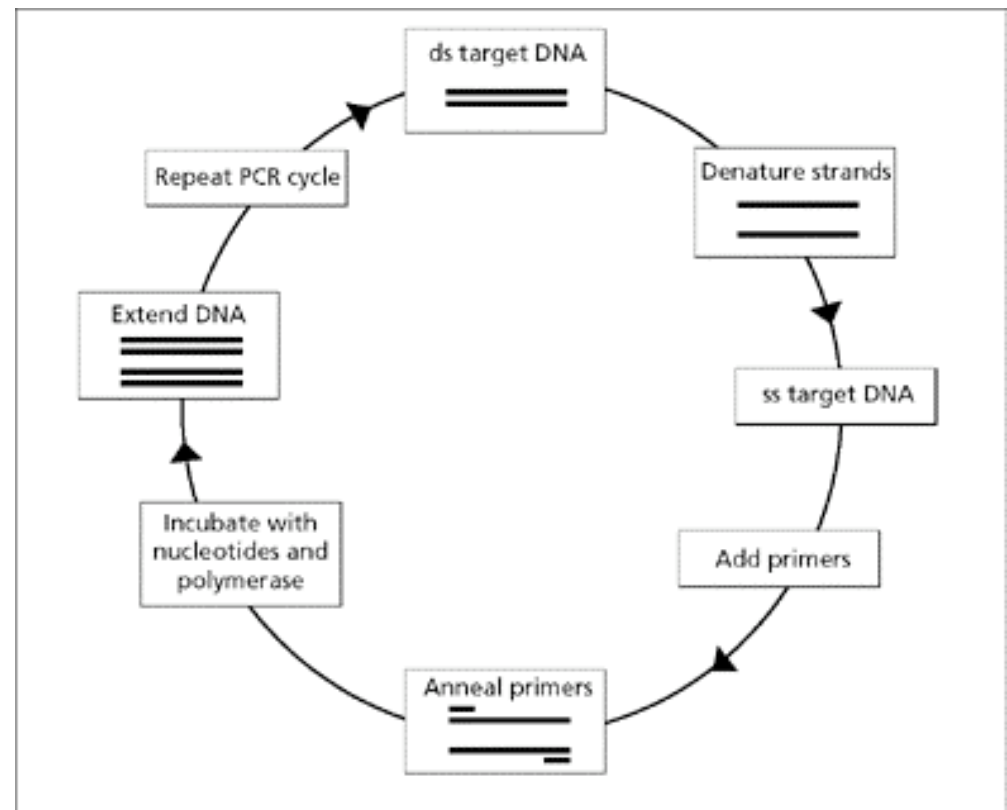 ds target DNA
Denature strands
ss target DNA
Add primers
Anneal primers
Incubate with
nucleotides and
polymerase
Extend DNA
Repeat PCR cycle